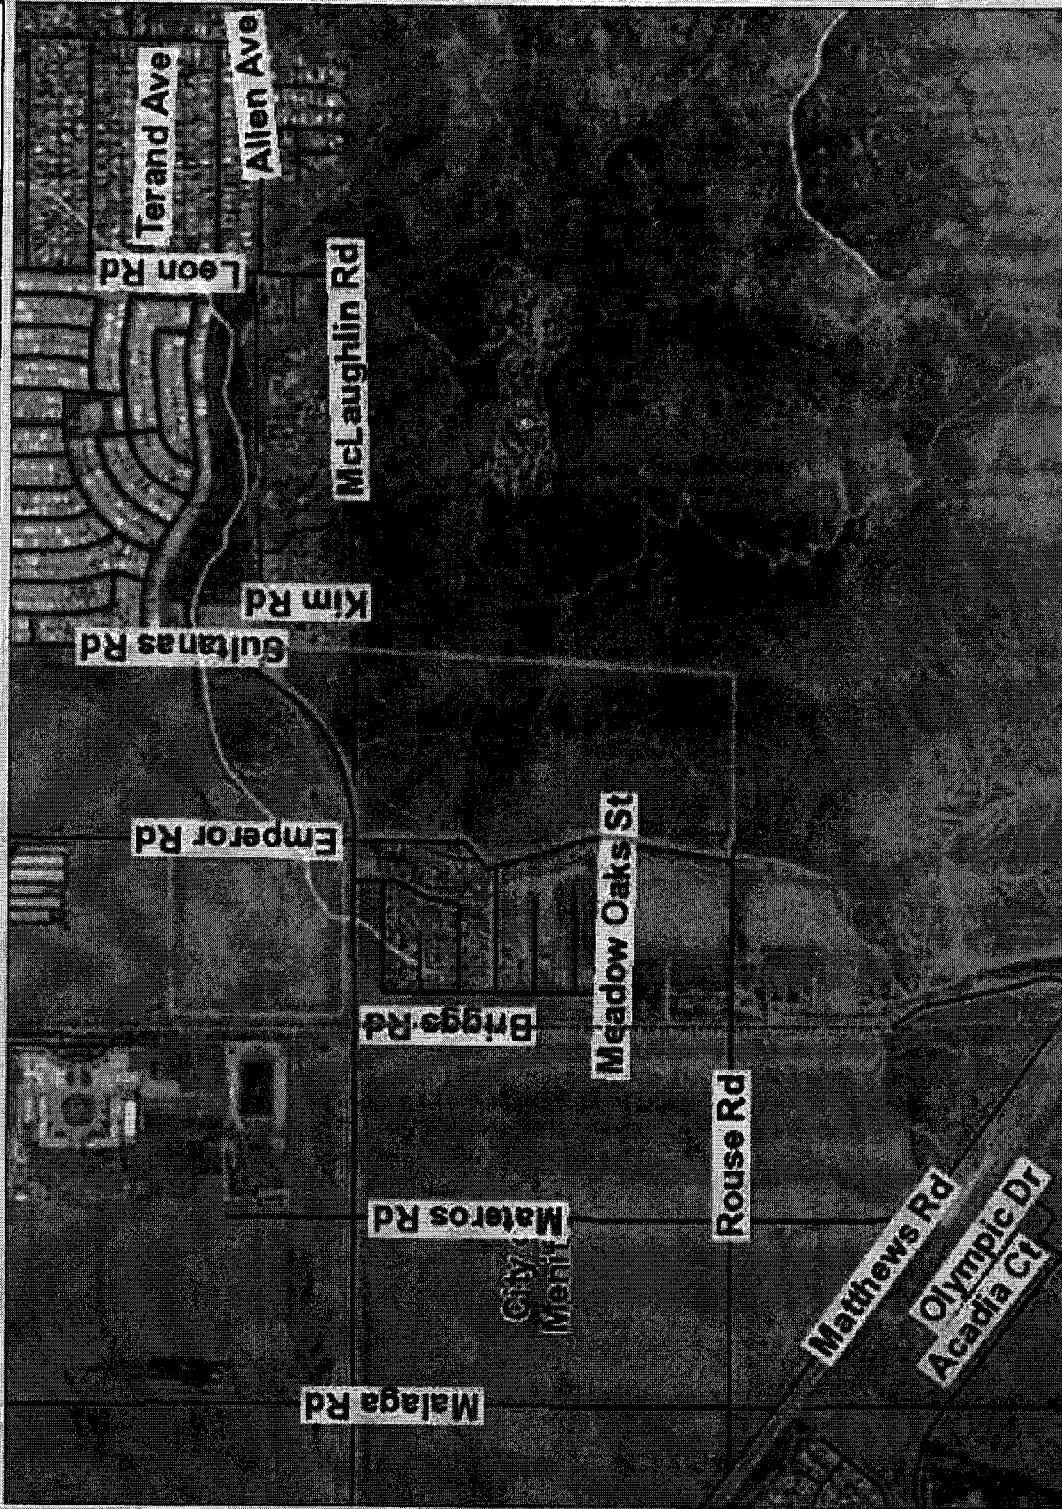 Terand Ave
Allen Ave
Leon Rd
McLaughlin Rd
Kim Rd
Sultanas Rd
Emperor Rd
Meadow Oaks St
Briggs Rd
Rouse Rd
Materos Rd
City
Matthews Rd
Olympic Dr
Acadia Ct
Malaga Rd